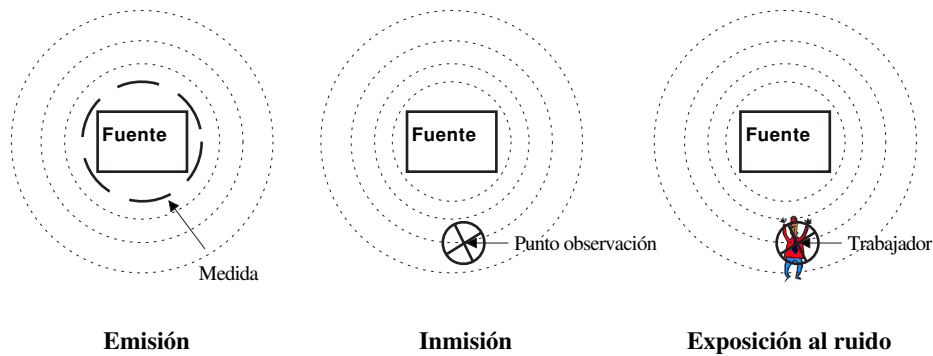 Fuente
Medida
Emisión
Fuente
Punto observación
Inmisión
Fuente
Trabajador
Exposición al ruido